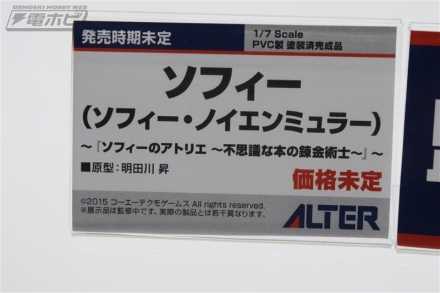 DENGEKI HOBBY WEB
電ホビ
発売時期未定
1/7 Scale
PVC製 塗装済完成品
ソフィー
(ソフィー・ノイエンミュラー)
～『ソフィーのアトリエ ～不思議な本の錬金術士～』～
■原型:明田川 昇
価格未定
©2015 コーエーテクモゲームス All rights reserved.
※展示品は監修中です。実際の製品とは若干異なります。
ALTER